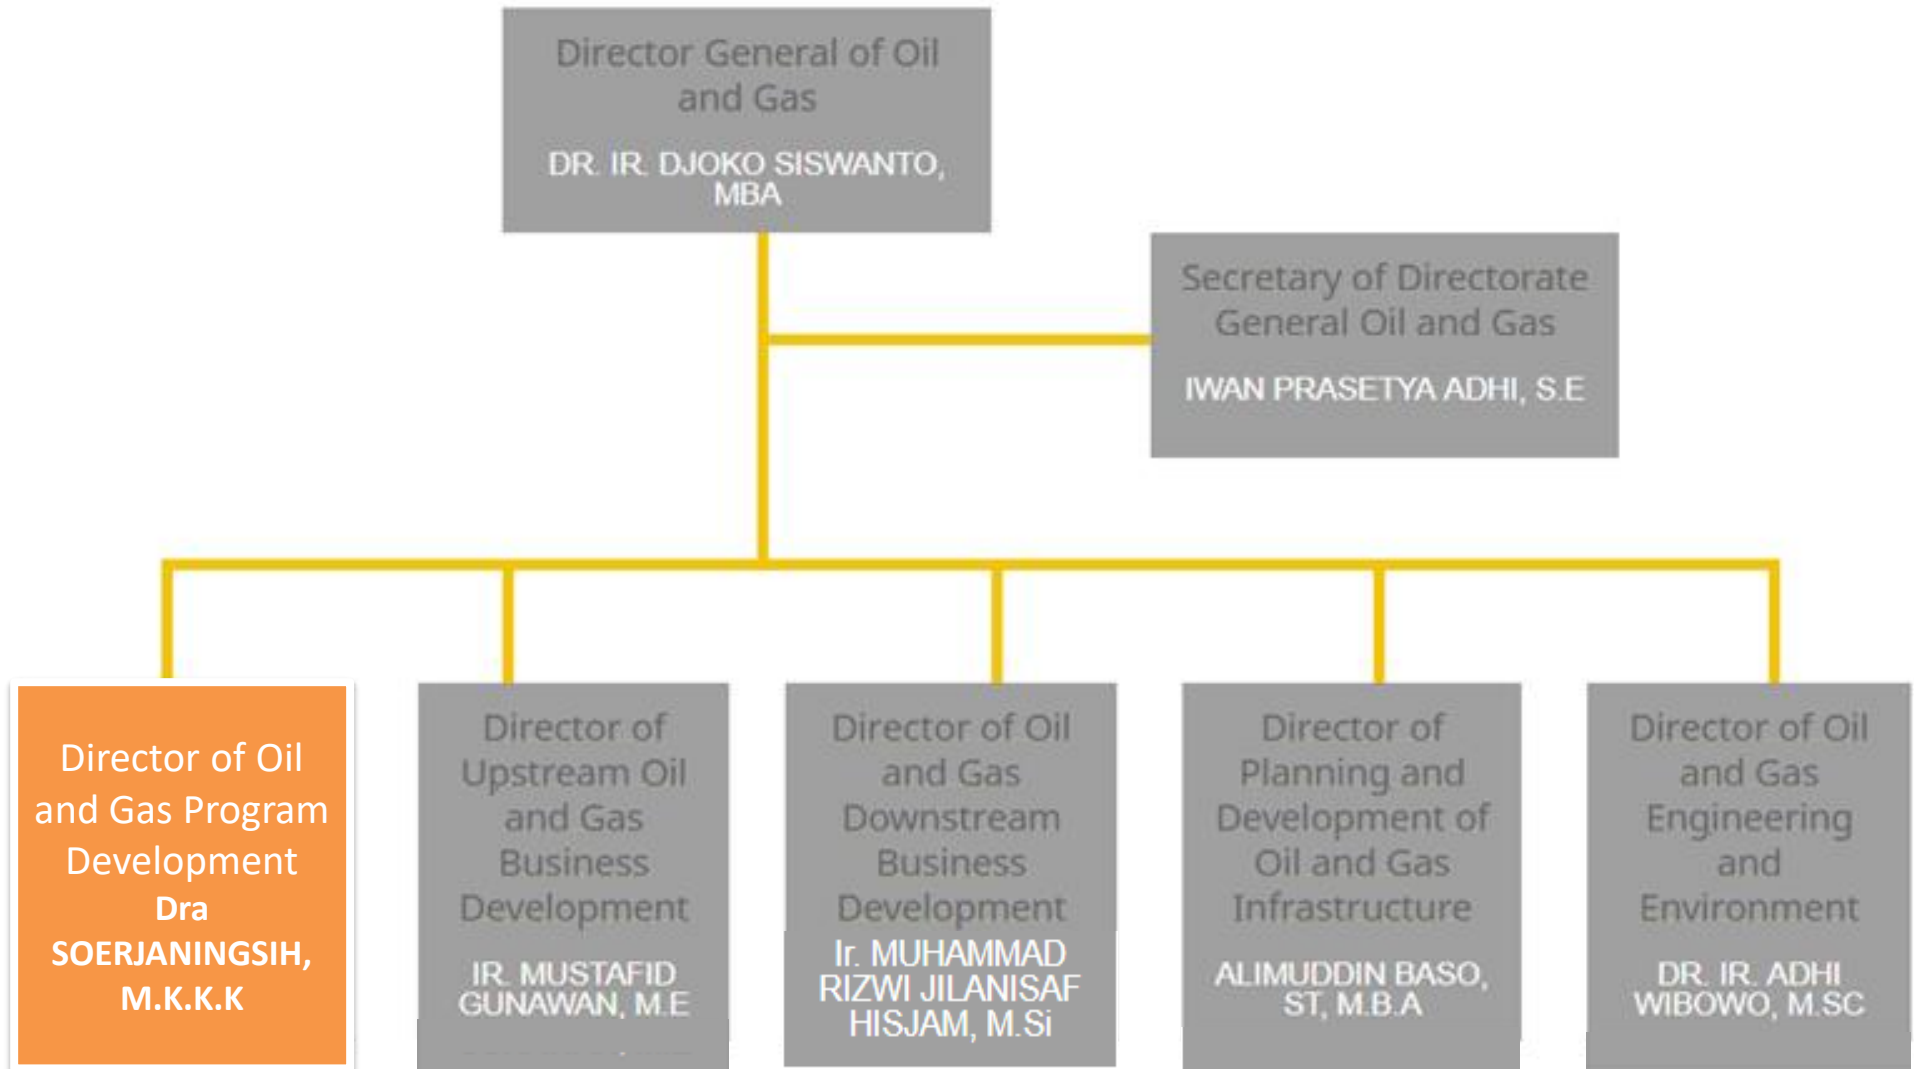 Director General of Oil
and Gas
DR. IR. DJOKO SISWANTO,
MBA
Secretary of Directorate
General Oil and Gas
IWAN PRASETYA ADHI, S.E
Director of Oil
and Gas Program
Development
Dra
SOERJANINGSIH,
M.K.K.K
Director of
Upstream Oil
and Gas
Business
Development
IR. MUSTAFID
GUNAWAN, M.E
Director of Oil
and Gas
Downstream
Business
Development
Ir. MUHAMMAD
RIZWI JILANISAF
HISJAM, M.Si
Director of
Planning and
Development of
Oil and Gas
Infrastructure
ALIMUDDIN BASO,
ST, M.B.A
Director of Oil
and Gas
Engineering
and
Environment
DR. IR. ADHI
WIBOWO, M.SC